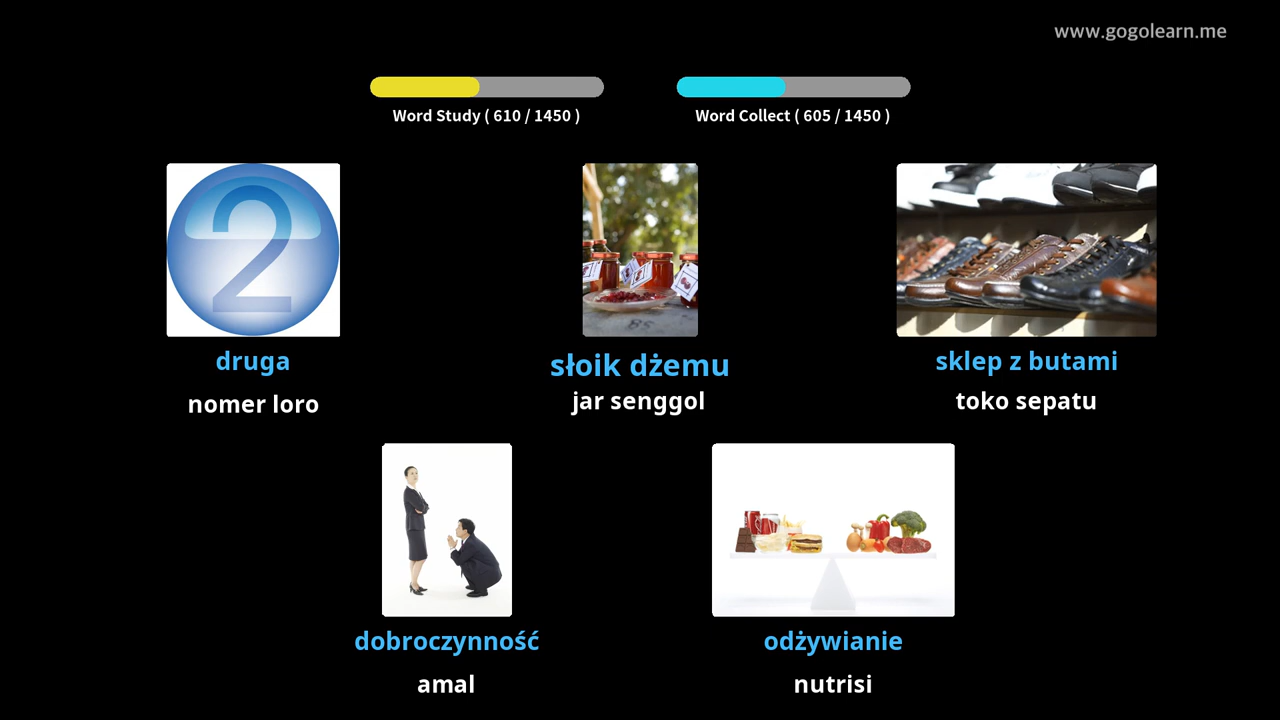 www.gogolearn.me
Word Study ( 610 / 1450 )
Word Collect ( 605 / 1450 )
2
druga
nomer loro
słoik dżemu
jar senggol
sklep z butami
toko sepatu
dobroczynność
amal
odżywianie
nutrisi